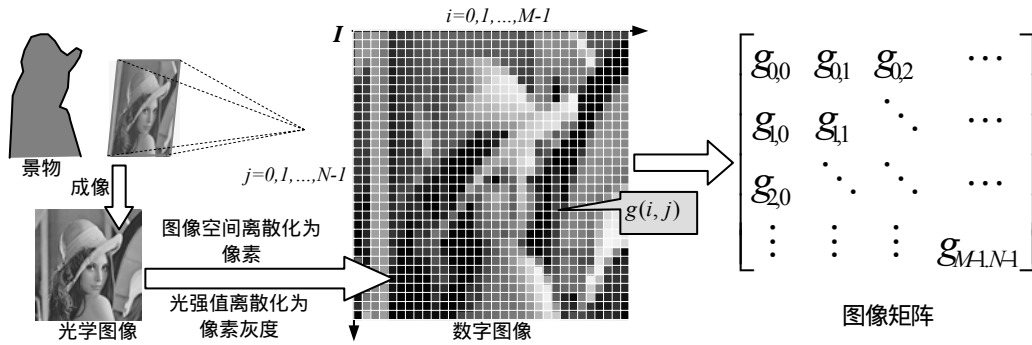 i=0,1,...,M-1
I
景物
成像
j=0,1,...,N-1
图像空间离散化为
像素
光强值离散化为
像素灰度
光学图像
g(i, j)
数字图像
g0,0 g0,1 g0,2 ⋯
g1,0 g1,1 ⋱ ⋯
g2,0 ⋱ ⋱ ⋯
⋮ ⋮ ⋮ gM-1,N-1
图像矩阵